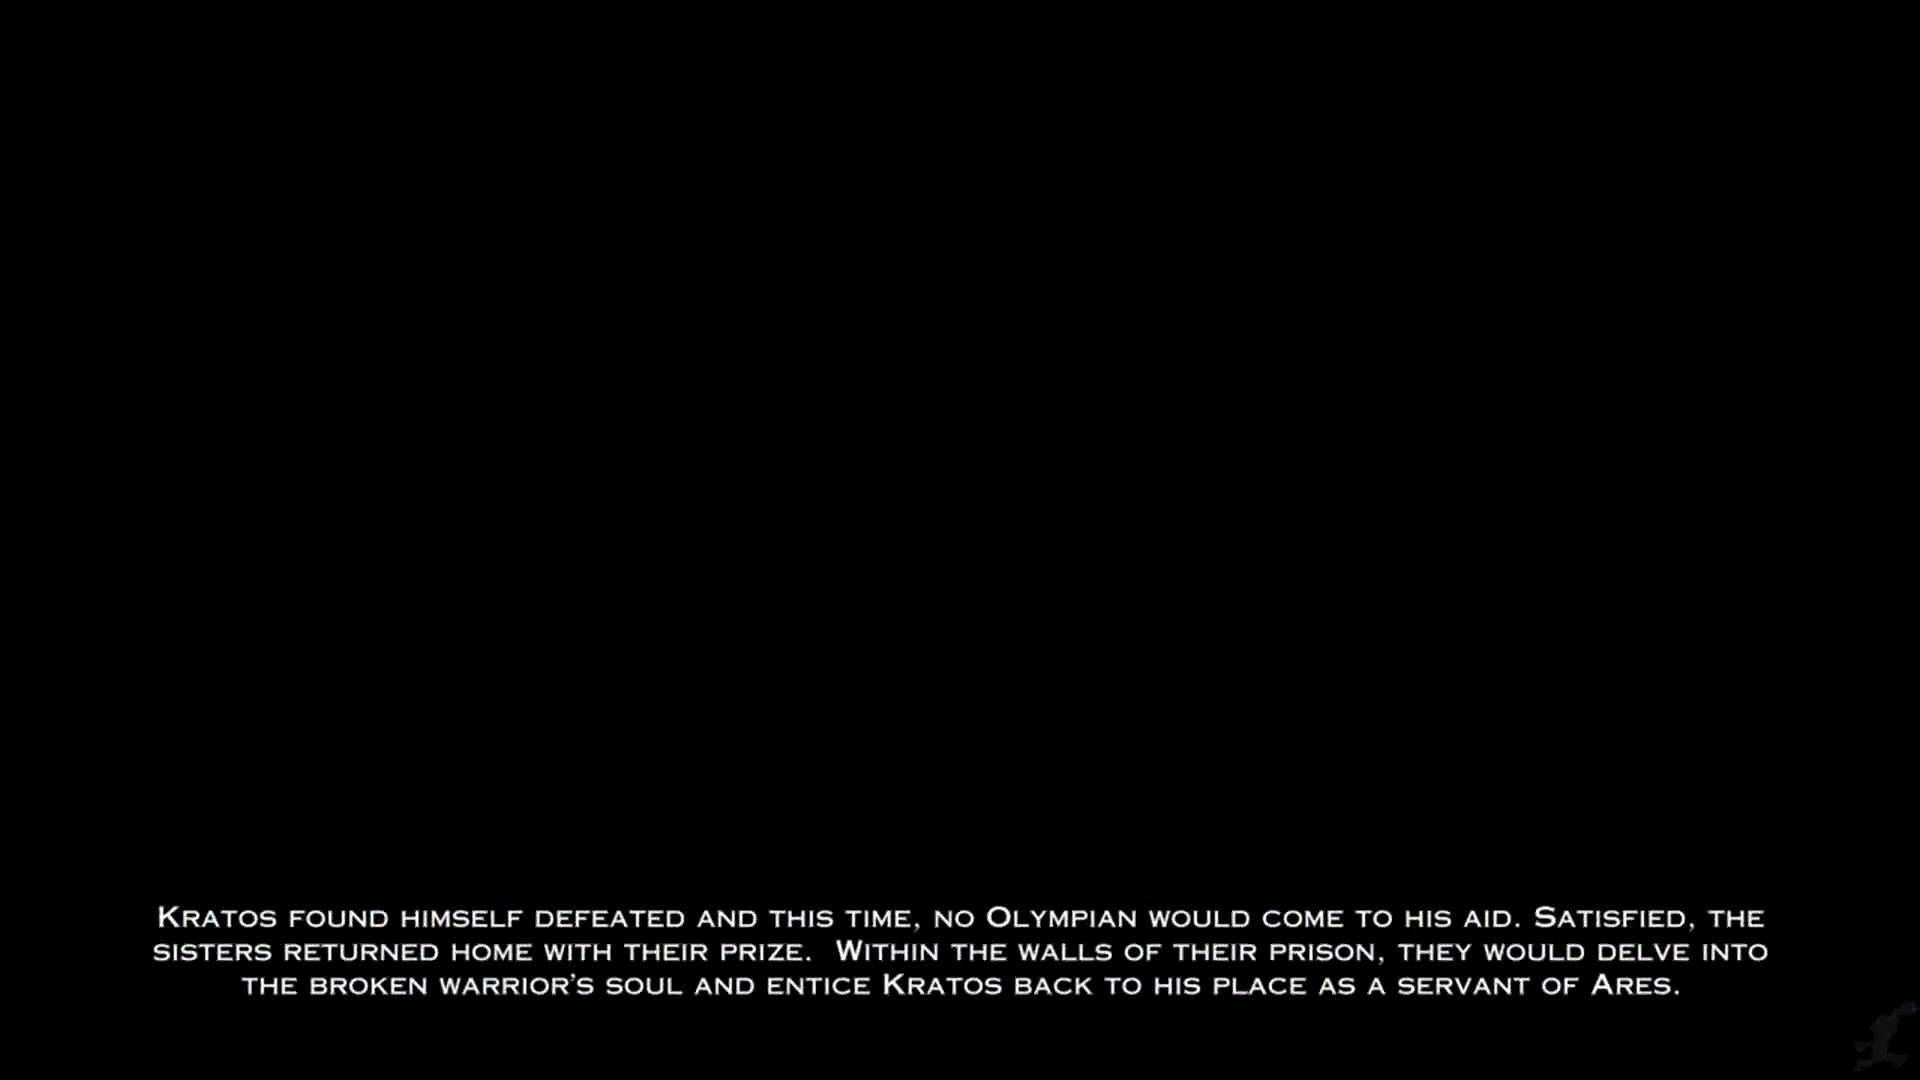 Kratos found himself defeated and this time, no Olympian would come to his aid. Satisfied, the
sisters returned home with their prize.  Within the walls of their prison, they would delve into
the broken warrior's soul and entice Kratos back to his place as a servant of Ares.